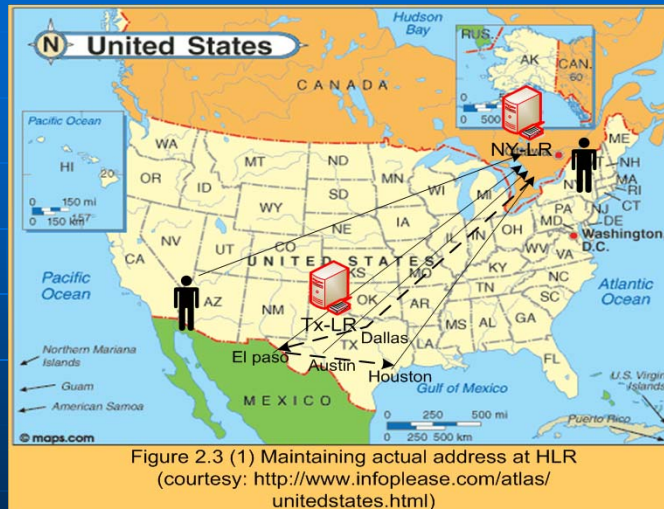 Hudson
Bay
N United States
RUS.
AK
CAN.
60
0 500
CANADA
Pacific Ocean
HI
20
0 150 mi
0 150 km
157
NY-LR
WA
MT
ND
MN
ME
OR
ID
WY
SD
WI
MI
NY
NH
MA
RI
CT
NV
UT
CO
NE
IA
IL
IN
OH
PA
NJ
MD
DE
Washington
D.C.
UNITED STATES
CA
AZ
NM
KS
OK
MO
AR
KY
WV
VA
TN
NC
SC
Pacific
Ocean
Atlantic
Ocean
Tx-LR
Dallas
TX
LA
MS
AL
GA
FL
El paso
Austin
Houston
Northern Mariana
Islands
Guam
American Samoa
MEXICO
Gulf of Mexico
0 250 500 mi
0 250 500 km
U.S. Virgin
Islands
Puerto Rico
© maps.com
Figure 2.3 (1) Maintaining actual address at HLR
(courtesy: http://www.infoplease.com/atlas/
unitedstates.html)